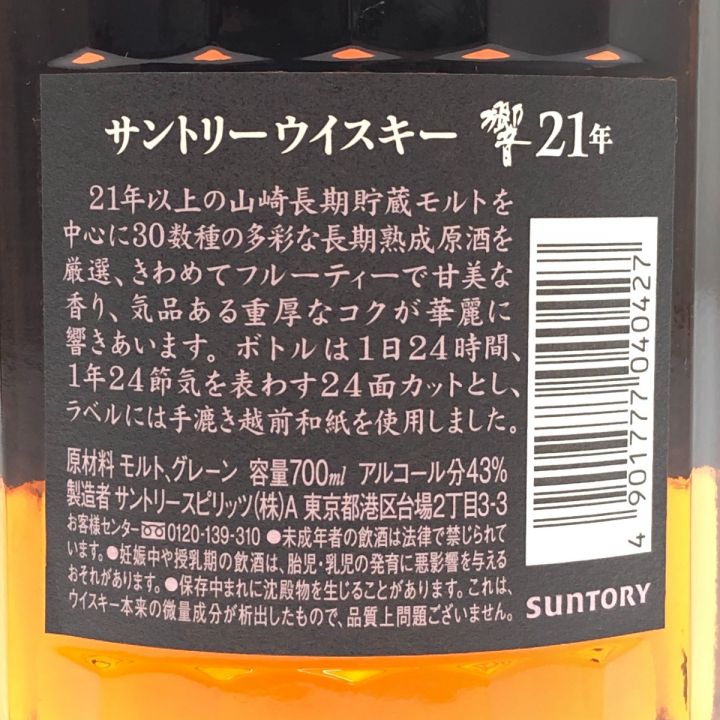 サントリーウイスキー 響 21年
21年以上の山崎長期貯蔵モルトを
中心に30数種の多彩な長期熟成原酒を
厳選、きわめてフルーティーで甘美な
香り、気品ある重厚なコクが華麗に
響きあいます。ボトルは1日24時間、
1年24節気を表わす24面カットとし、
ラベルには手漉き越前和紙を使用しました。
原材料 モルト、グレーン 容量700ml アルコール分43%
製造者 サントリースピリッツ(株)A 東京都港区台場2丁目3-3
お客様センター 0120-139-310 ●未成年者の飲酒は法律で禁じられて
います。●妊娠中や授乳期の飲酒は、胎児・乳児の発育に悪影響を与える
おそれがあります。●保存中まれに沈殿物を生じることがあります。これは、
ウイスキー本来の微量成分が析出したもので、品質上問題ございません。
4 901777 040427
SUNTORY